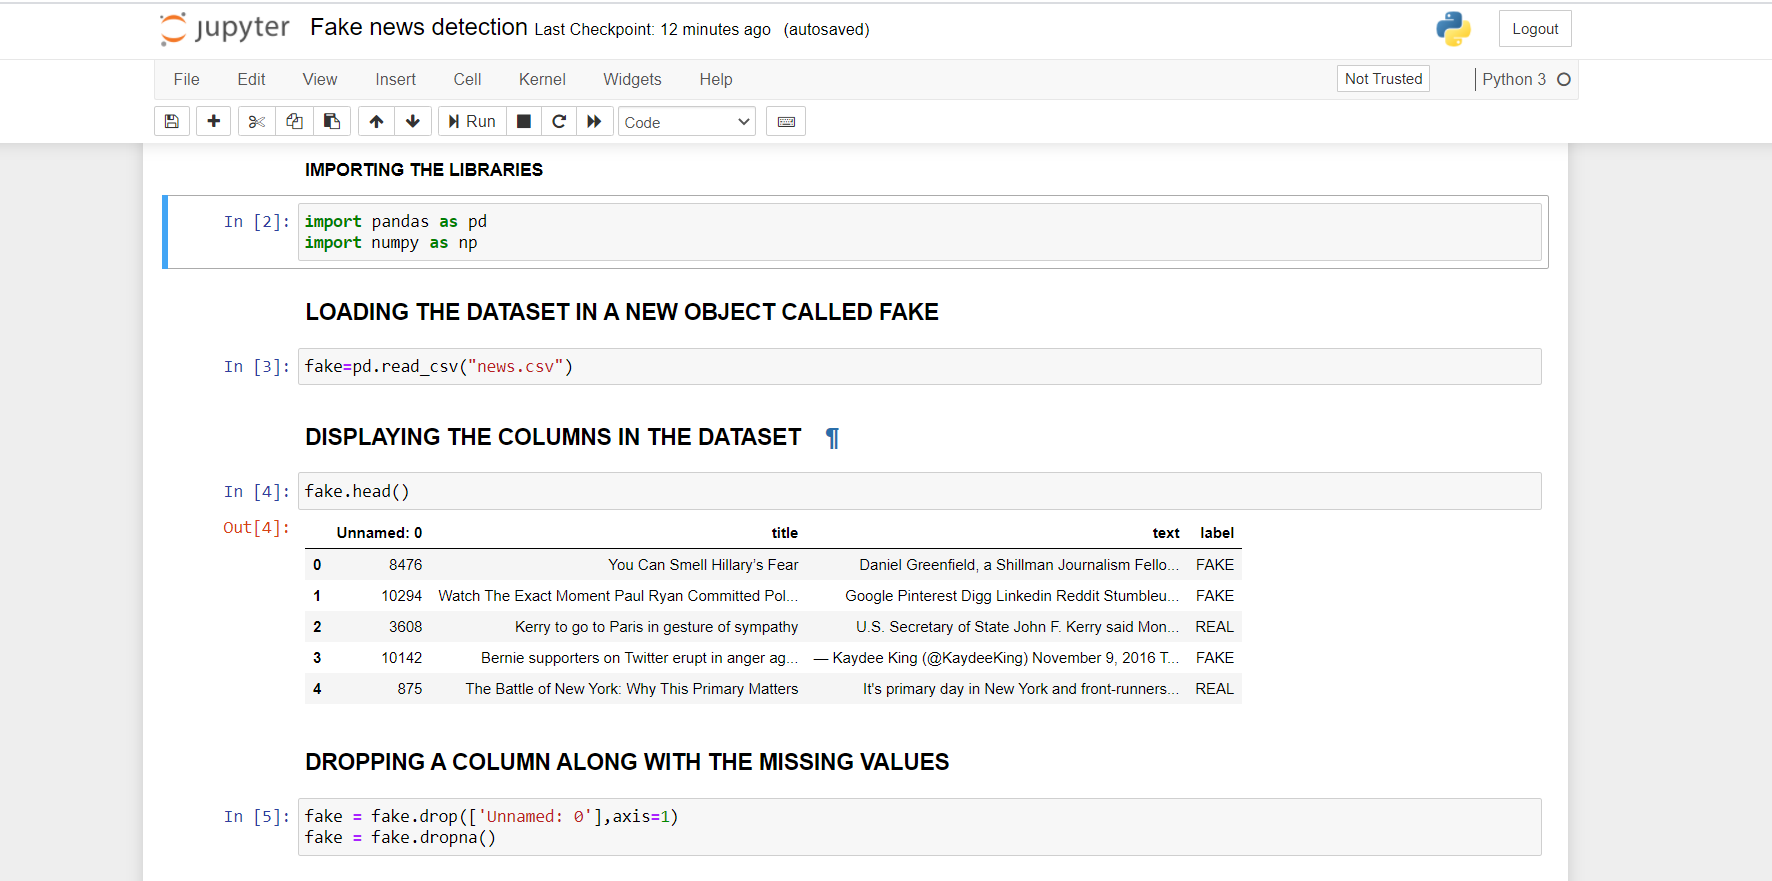 jupyter Fake news detection Last Checkpoint: 12 minutes ago (autosaved) Logout
File Edit View Insert Cell Kernel Widgets Help Not Trusted Python 3
Run Code
IMPORTING THE LIBRARIES
In [2]: import pandas as pd
import numpy as np
LOADING THE DATASET IN A NEW OBJECT CALLED FAKE
In [3]: fake=pd.read_csv("news.csv")
DISPLAYING THE COLUMNS IN THE DATASET ¶
In [4]: fake.head()
Out[4]: Unnamed: 0 title text label
0 8476 You Can Smell Hillary’s Fear Daniel Greenfield, a Shillman Journalism Fello... FAKE
1 10294 Watch The Exact Moment Paul Ryan Committed Pol... Google Pinterest Digg Linkedin Reddit Stumbleu... FAKE
2 3608 Kerry to go to Paris in gesture of sympathy U.S. Secretary of State John F. Kerry said Mon... REAL
3 10142 Bernie supporters on Twitter erupt in anger ag... — Kaydee King (@KaydeeKing) November 9, 2016 T... FAKE
4 875 The Battle of New York: Why This Primary Matters It's primary day in New York and front-runners... REAL
DROPPING A COLUMN ALONG WITH THE MISSING VALUES
In [5]: fake = fake.drop(['Unnamed: 0'],axis=1)
fake = fake.dropna()